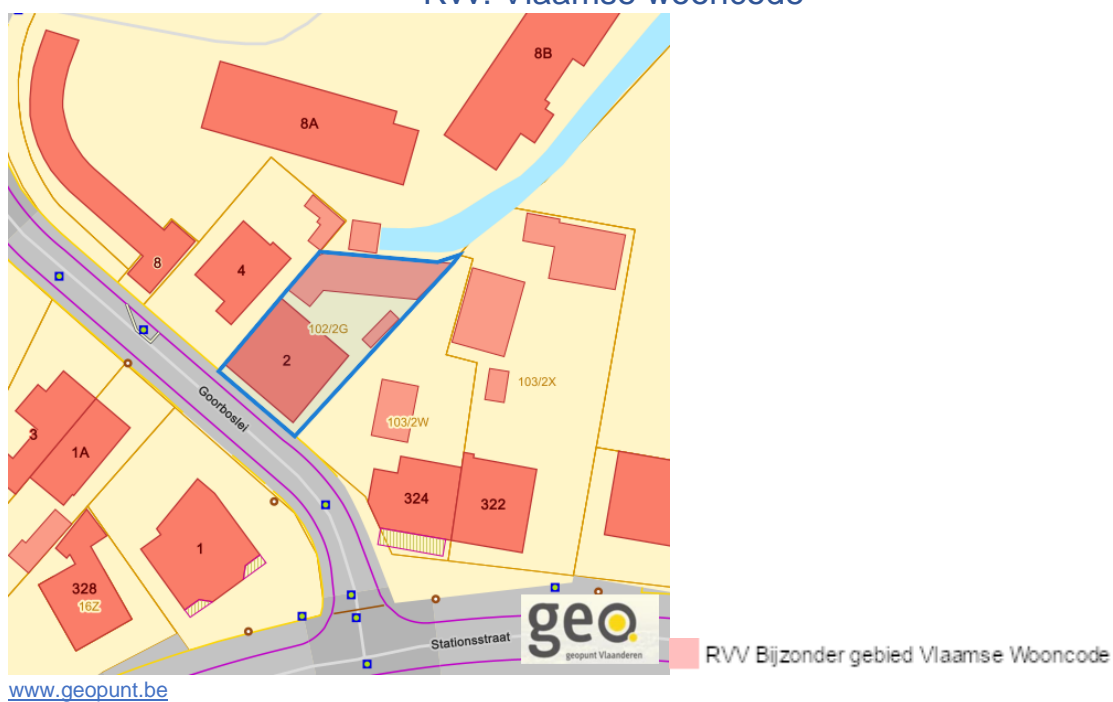 RVV: Vlaamse wooncode
8B
8A
8
4
102/2G
2
Goorboslei
103/2X
103/2W
3
1A
324
322
1
328
16Z
Stationsstraat
geo
geopunt Vlaanderen
RVV Bijzonder gebied Vlaamse Wooncode
www.geopunt.be